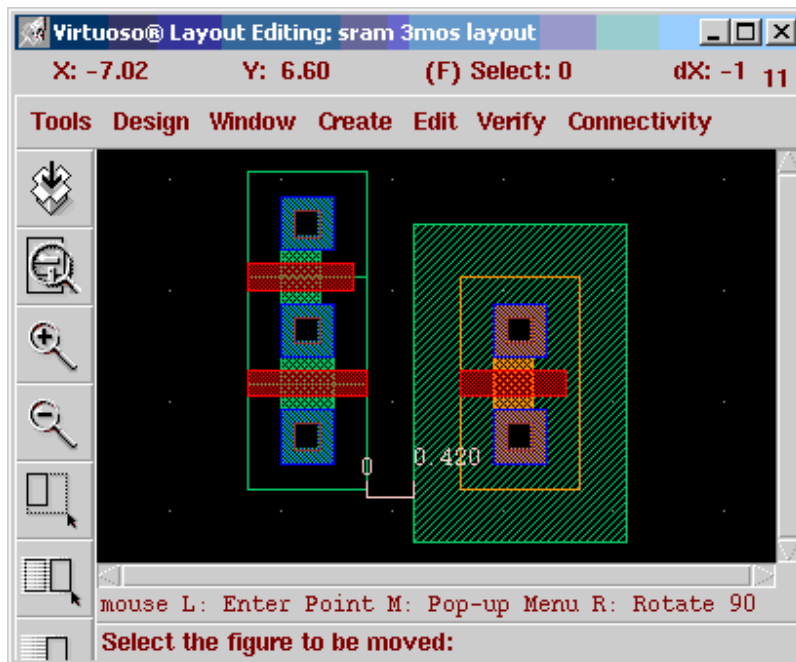 Virtuoso® Layout Editing: sram 3mos layout
X: -7.02 Y: 6.60 (F) Select: 0 dX: -1 11
Tools Design Window Create Edit Verify Connectivity
0 0.420
mouse L: Enter Point M: Pop-up Menu R: Rotate 90
Select the figure to be moved: